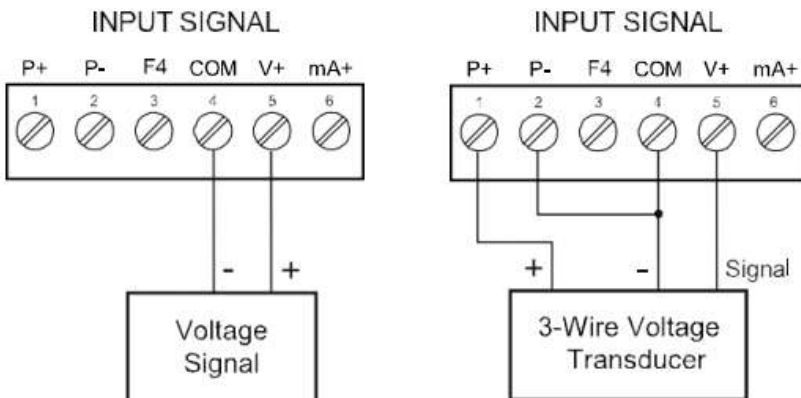 INPUT SIGNAL
P+ P- F4 COM V+ mA+
1 2 3 4 5 6
- +
Voltage
Signal
INPUT SIGNAL
P+ P- F4 COM V+ mA+
1 2 3 4 5 6
+ - Signal
3-Wire Voltage
Transducer